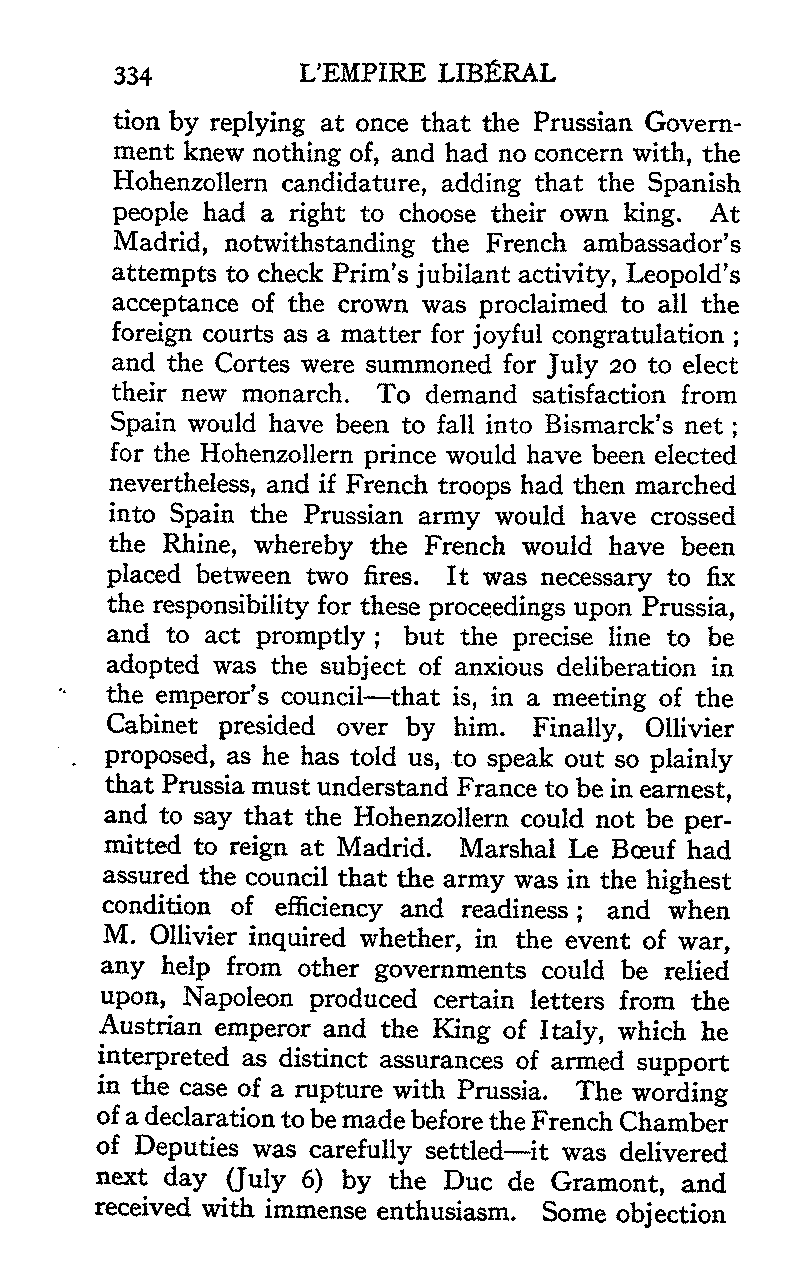 334 L'EMPIRE LIBÉRAL
tion by replying at once that the Prussian Govern-
ment knew nothing of, and had no concern with, the
Hohenzollern candidature, adding that the Spanish
people had a right to choose their own king. At
Madrid, notwithstanding the French ambassador's
attempts to check Prim's jubilant activity, Leopold's
acceptance of the crown was proclaimed to all the
foreign courts as a matter for joyful congratulation ;
and the Cortes were summoned for July 20 to elect
their new monarch. To demand satisfaction from
Spain would have been to fall into Bismarck's net ;
for the Hohenzollern prince would have been elected
nevertheless, and if French troops had then marched
into Spain the Prussian army would have crossed
the Rhine, whereby the French would have been
placed between two fires. It was necessary to fix
the responsibility for these proceedings upon Prussia,
and to act promptly ; but the precise line to be
adopted was the subject of anxious deliberation in
the emperor's council—that is, in a meeting of the
Cabinet presided over by him. Finally, Ollivier
proposed, as he has told us, to speak out so plainly
that Prussia must understand France to be in earnest,
and to say that the Hohenzollern could not be per-
mitted to reign at Madrid. Marshal Le Bœuf had
assured the council that the army was in the highest
condition of efficiency and readiness ; and when
M. Ollivier inquired whether, in the event of war,
any help from other governments could be relied
upon, Napoleon produced certain letters from the
Austrian emperor and the King of Italy, which he
interpreted as distinct assurances of armed support
in the case of a rupture with Prussia. The wording
of a declaration to be made before the French Chamber
of Deputies was carefully settled—it was delivered
next day (July 6) by the Duc de Gramont, and
received with immense enthusiasm. Some objection